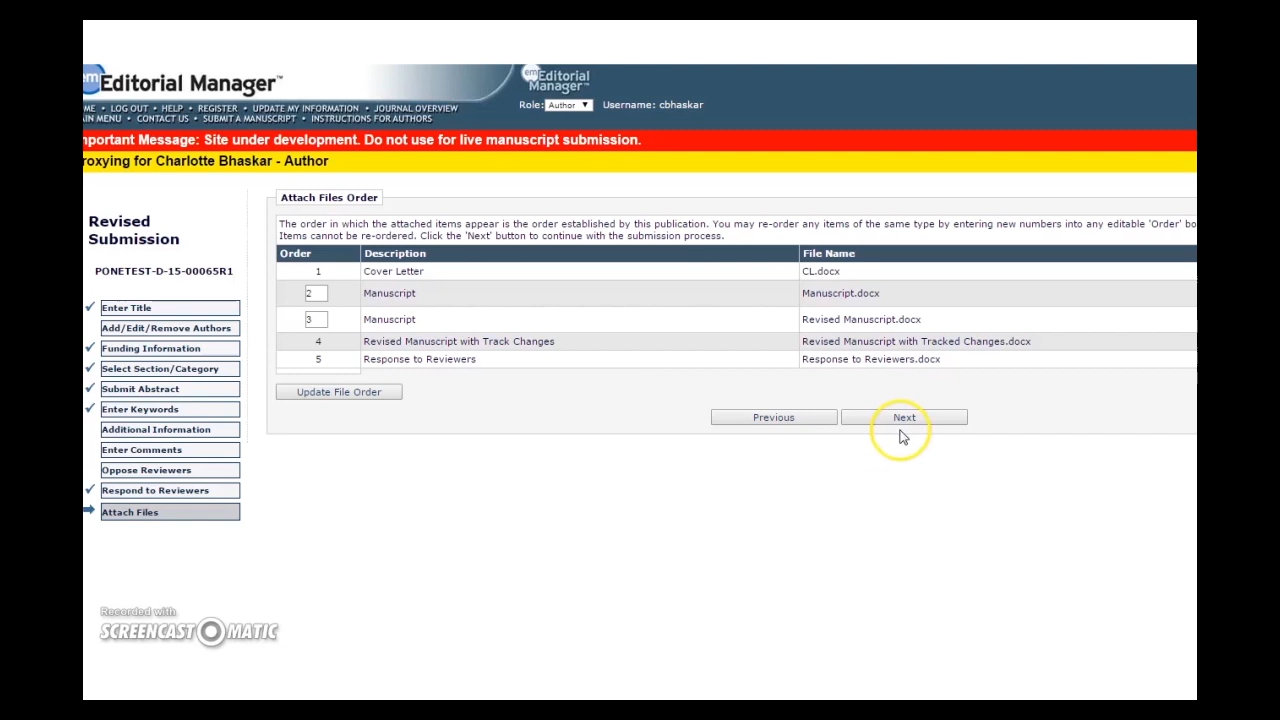 em Editorial Manager™
em Editorial
Manager™
Role: Author Username: cbhaskar
ME • LOG OUT • HELP • REGISTER • UPDATE MY INFORMATION • JOURNAL OVERVIEW
AIN MENU • CONTACT US • SUBMIT A MANUSCRIPT • INSTRUCTIONS FOR AUTHORS
mportant Message: Site under development. Do not use for live manuscript submission.
roxying for Charlotte Bhaskar - Author
Revised
Submission
PONETEST-D-15-00065R1
Enter Title
Add/Edit/Remove Authors
Funding Information
Select Section/Category
Submit Abstract
Enter Keywords
Additional Information
Enter Comments
Oppose Reviewers
Respond to Reviewers
Attach Files
Attach Files Order
The order in which the attached items appear is the order established by this publication. You may re-order any items of the same type by entering new numbers into any editable 'Order' bo
Items cannot be re-ordered. Click the 'Next' button to continue with the submission process.
Order Description File Name
1 Cover Letter CL.docx
2 Manuscript Manuscript.docx
3 Manuscript Revised Manuscript.docx
4 Revised Manuscript with Track Changes Revised Manuscript with Tracked Changes.docx
5 Response to Reviewers Response to Reviewers.docx
Update File Order
Previous Next
Recorded with
SCREENCAST-O-MATIC